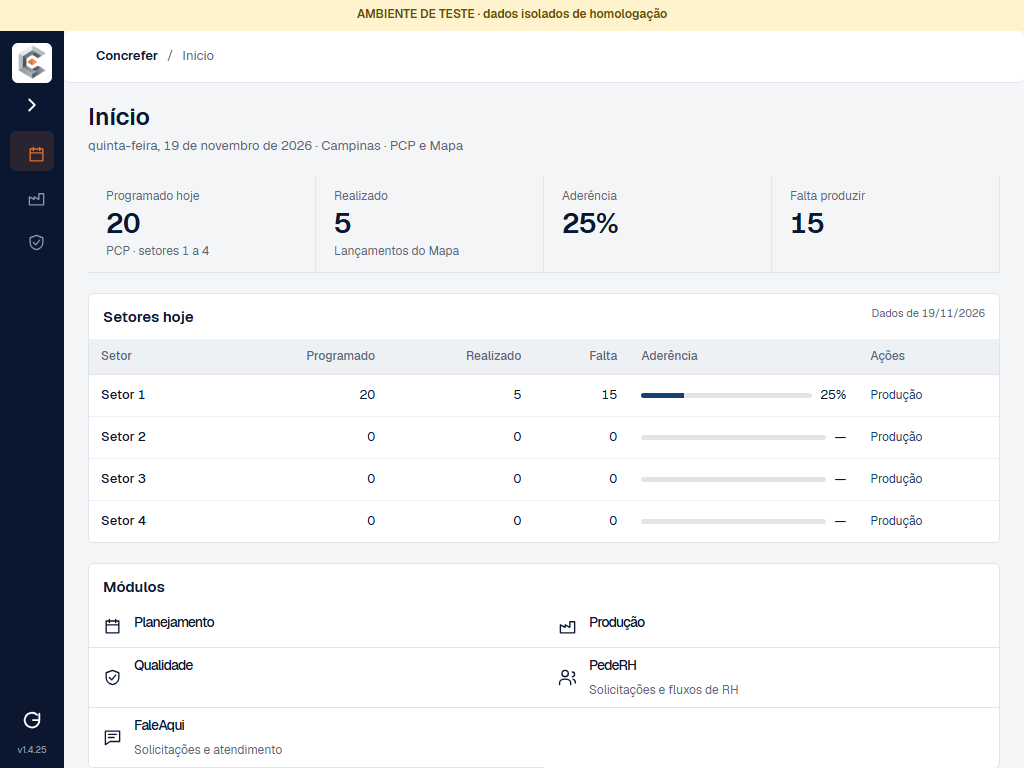 AMBIENTE DE TESTE · dados isolados de homologação
Concrefer / Início
Início
quinta-feira, 19 de novembro de 2026 · Campinas · PCP e Mapa
Programado hoje
20
PCP · setores 1 a 4
Realizado
5
Lançamentos do Mapa
Aderência
25%
Falta produzir
15
Setores hoje
Dados de 19/11/2026
Setor Programado Realizado Falta Aderência Ações
Setor 1 20 5 15 25% Produção
Setor 2 0 0 0 — Produção
Setor 3 0 0 0 — Produção
Setor 4 0 0 0 — Produção
Módulos
Planejamento
Produção
Qualidade
PedeRH
Solicitações e fluxos de RH
FaleAqui
Solicitações e atendimento
v1.4.25